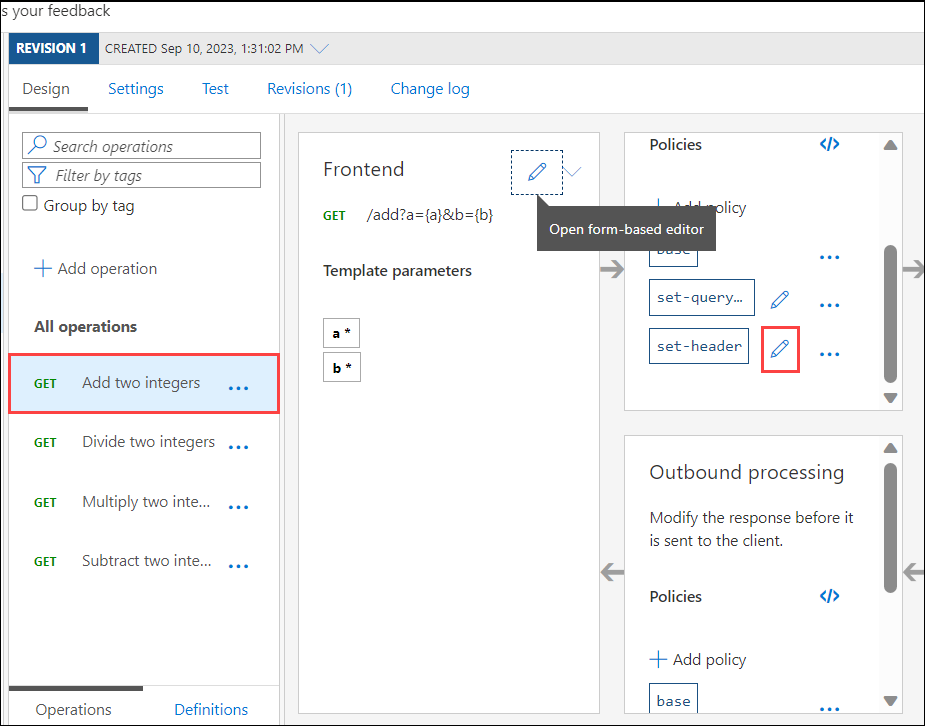 s your feedback
REVISION 1 CREATED Sep 10, 2023, 1:31:02 PM
Design Settings Test Revisions (1) Change log
Search operations
Filter by tags
Group by tag
Add operation
All operations
GET Add two integers ...
GET Divide two integers ...
GET Multiply two inte... ...
GET Subtract two inte... ...
Operations Definitions
Frontend
GET /add?a={a}&b={b}
Open form-based editor
Template parameters
a *
b *
Policies </>
+ Add policy
base ...
set-query… ...
set-header ...
Outbound processing
Modify the response before it
is sent to the client.
Policies </>
+ Add policy
base ...